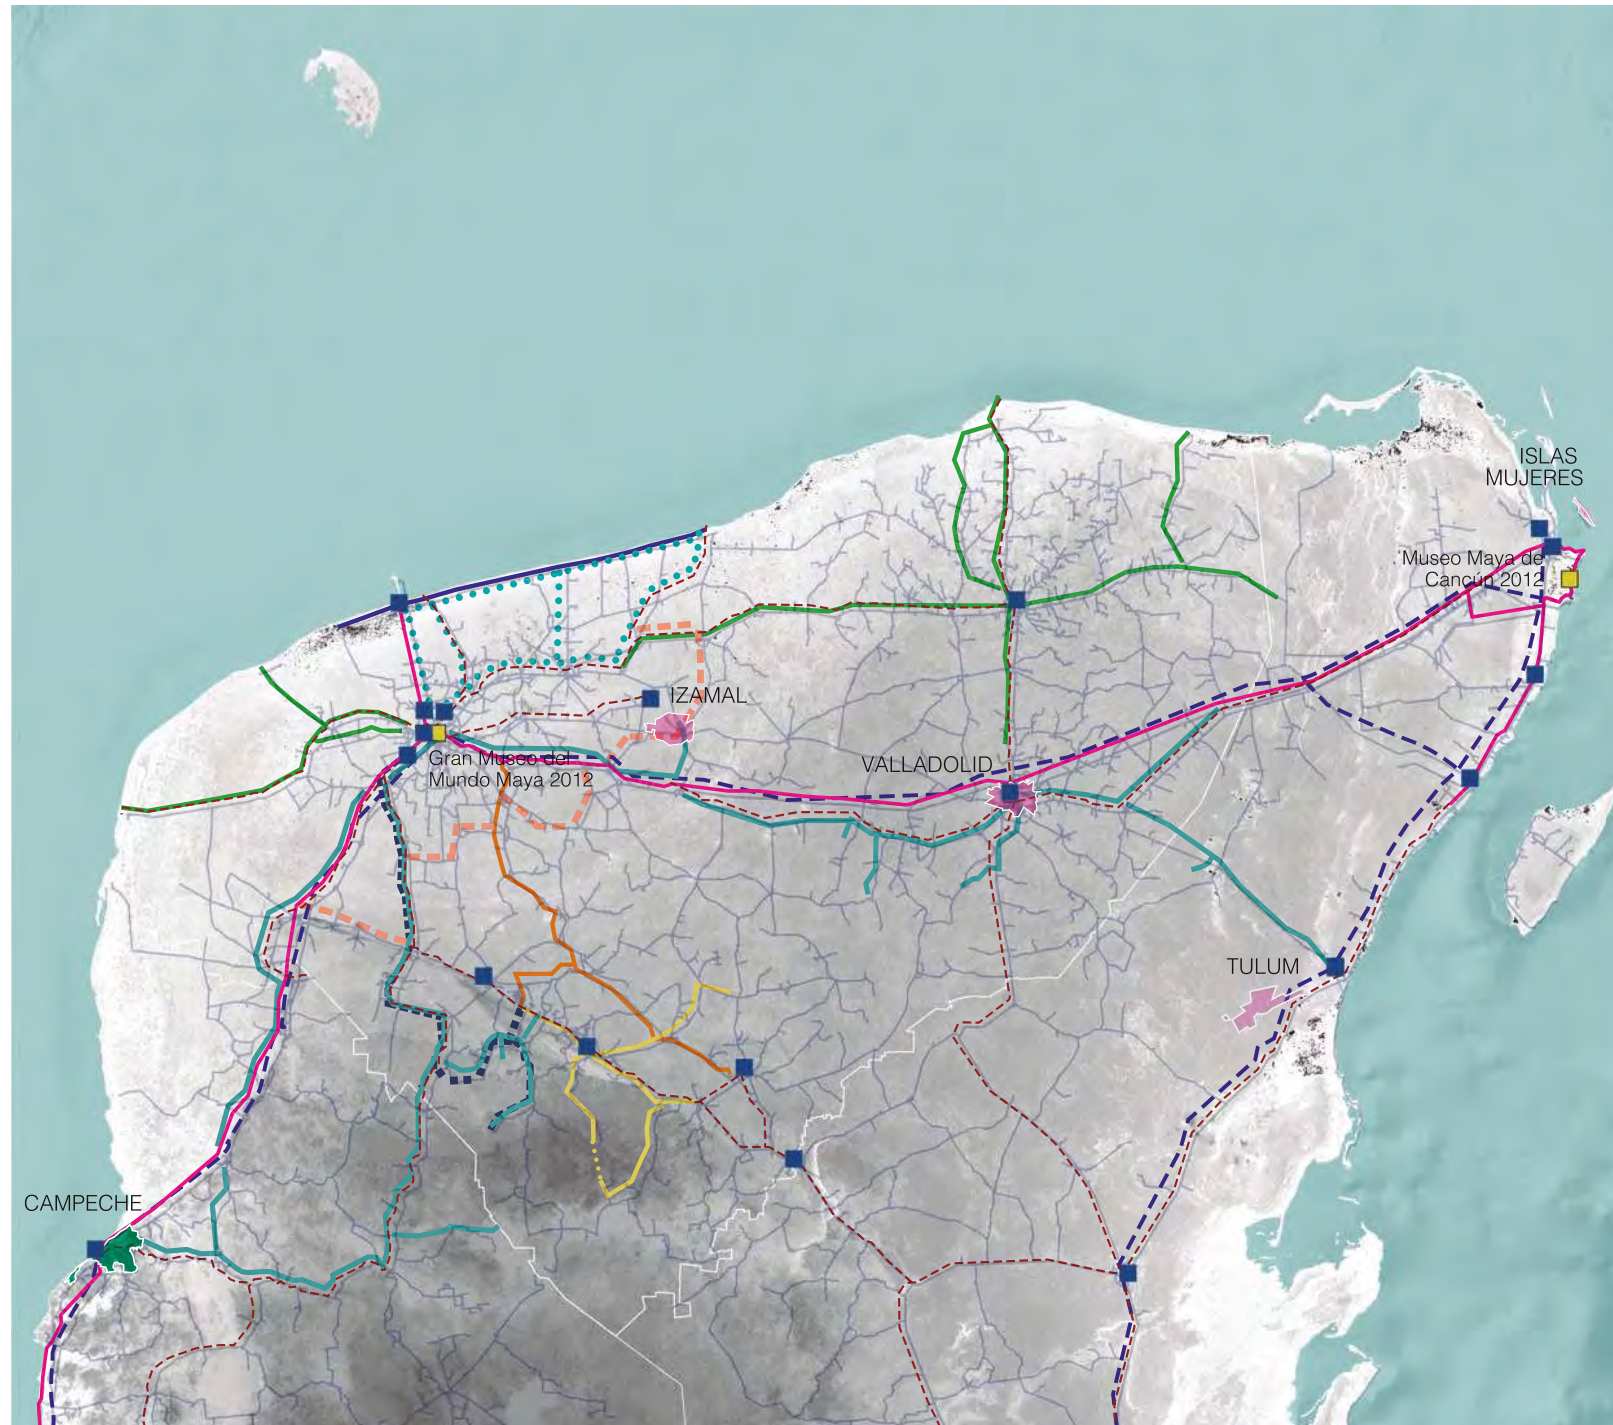 ISLAS
MUJERES
Museo Maya de
Cancún 2012
IZAMAL
Gran Museo del
Mundo Maya 2012
VALLADOLID
TULUM
CAMPECHE